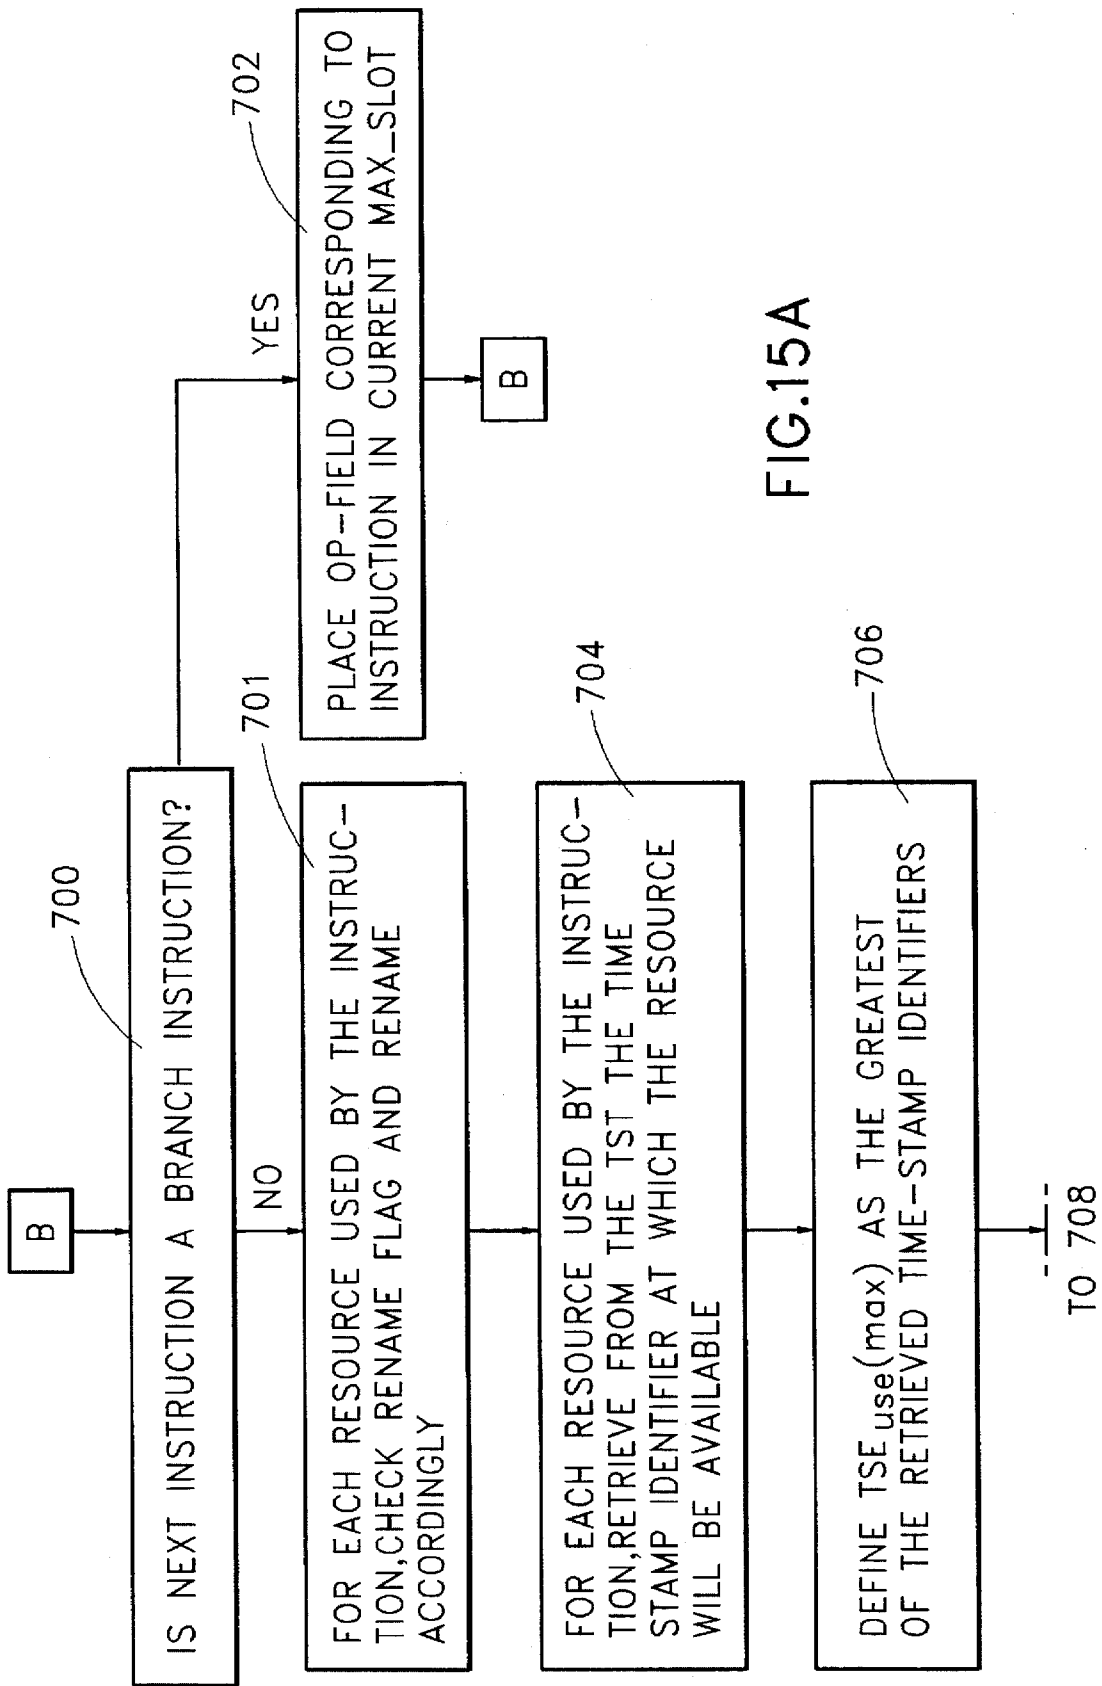 B
700
IS NEXT INSTRUCTION A BRANCH INSTRUCTION?
YES
702
PLACE OP-FIELD CORRESPONDING TO
INSTRUCTION IN CURRENT MAX_SLOT
B
NO
701
FOR EACH RESOURCE USED BY THE INSTRUC-
TION,CHECK RENAME FLAG AND RENAME
ACCORDINGLY
704
FOR EACH RESOURCE USED BY THE INSTRUC-
TION,RETRIEVE FROM THE TST THE TIME
STAMP IDENTIFIER AT WHICH THE RESOURCE
WILL BE AVAILABLE
706
DEFINE TSE use(max) AS THE GREATEST
OF THE RETRIEVED TIME-STAMP IDENTIFIERS
TO 708
FIG.15A